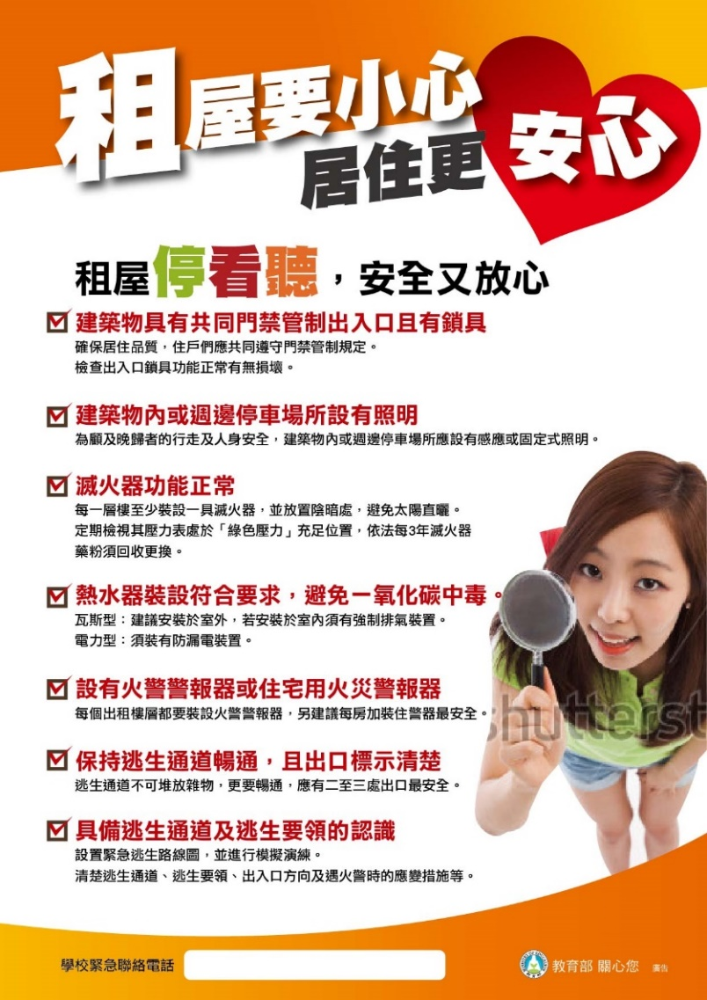 租屋要小心
居住更安心
租屋停看聽，安全又放心
建築物具有共同門禁管制出入口且有鎖具
確保居住品質，住戶們應共同遵守門禁管制規定。
檢查出入口鎖具功能正常有無損壞。
建築物內或週邊停車場所設有照明
為顧及晚歸者的行走及人身安全，建築物內或週邊停車場所應設有感應或固定式照明。
滅火器功能正常
每一層樓至少裝設一具滅火器，並放置陰暗處，避免太陽直曬。
定期檢視其壓力表處於「綠色壓力」充足位置，依法每3年滅火器
藥粉須回收更換。
熱水器裝設符合要求，避免一氧化碳中毒。
瓦斯型：建議安裝於室外，若安裝於室內須有強制排氣裝置。
電力型：須裝有防漏電裝置。
設有火警警報器或住宅用火災警報器
每個出租樓層都要裝設火警警報器，另建議每房加裝住警器最安全。
shutterst
保持逃生通道暢通，且出口標示清楚
逃生通道不可堆放雜物，更要暢通，應有二至三處出口最安全。
具備逃生通道及逃生要領的認識
設置緊急逃生路線圖，並進行模擬演練。
清楚逃生通道、逃生要領、出入口方向及遇火警時的應變措施等。
學校緊急聯絡電話
教育部 關心您 廣告